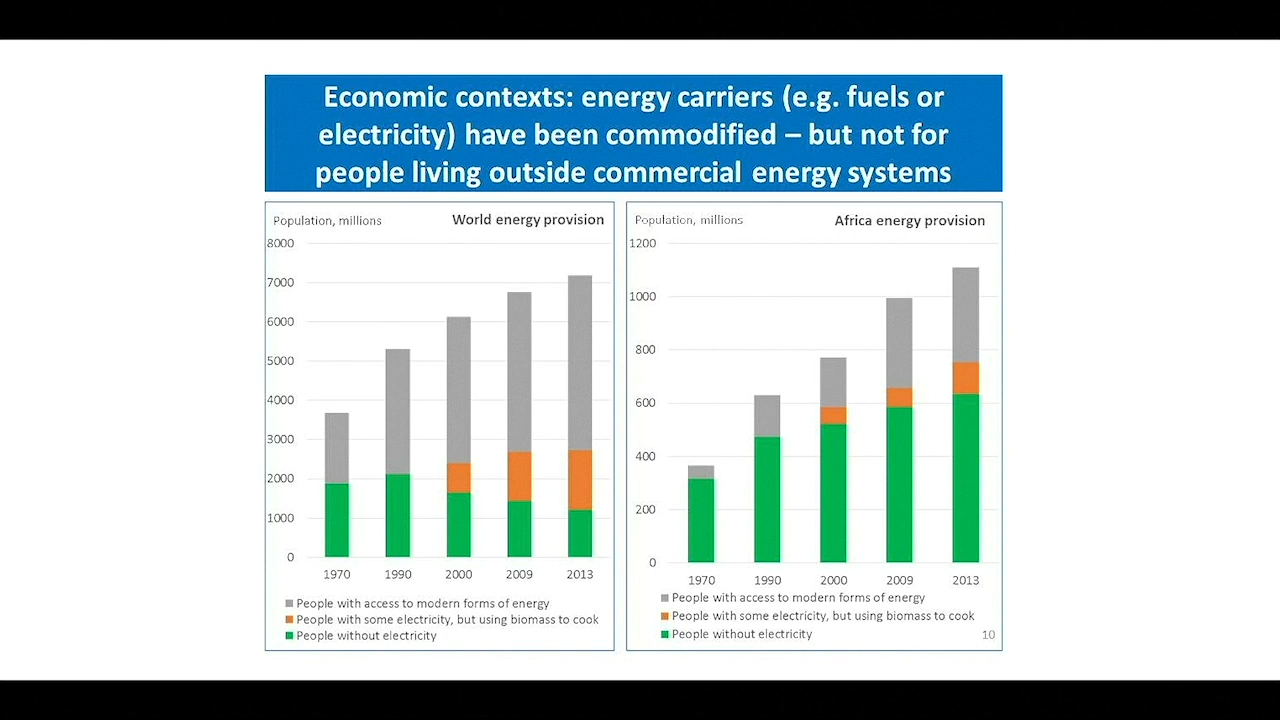 Economic contexts: energy carriers (e.g. fuels or
electricity) have been commodified – but not for
people living outside commercial energy systems
Population, millions
World energy provision
8000
7000
6000
5000
4000
3000
2000
1000
0
1970 1990 2000 2009 2013
People with access to modern forms of energy
People with some electricity, but using biomass to cook
People without electricity
Population, millions
Africa energy provision
1200
1000
800
600
400
200
0
1970 1990 2000 2009 2013
People with access to modern forms of energy
People with some electricity, but using biomass to cook
People without electricity
10